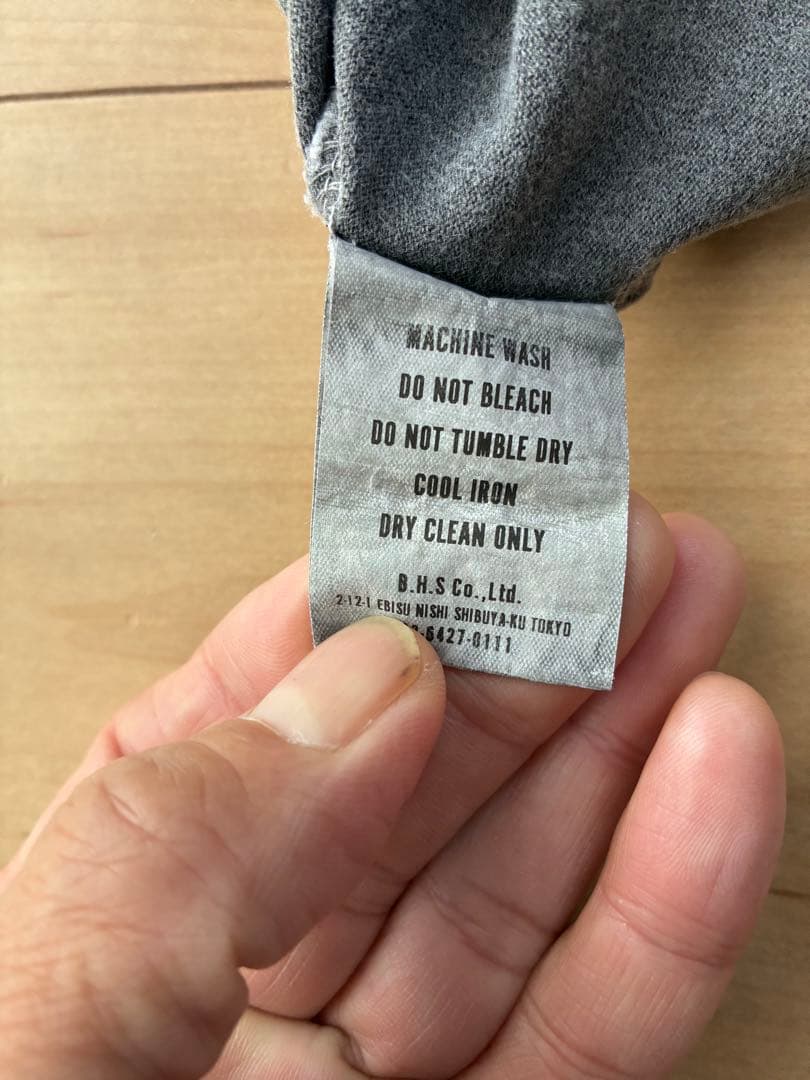 MACHINE WASH
DO NOT BLEACH
DO NOT TUMBLE DRY
COOL IRON
DRY CLEAN ONLY
B.H.S Co.,Ltd.
2-12-1 EBISU NISHI SHIBUYA-KU TOKYO
-6427-0111